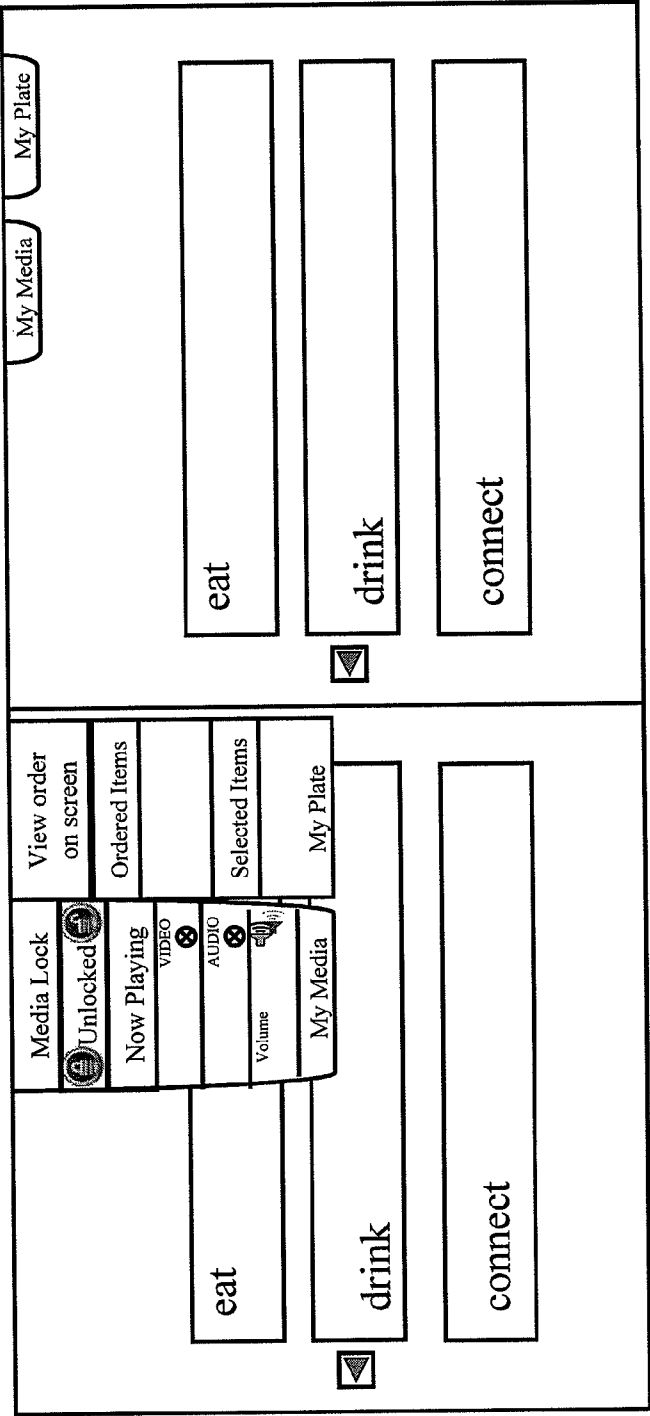 Media Lock
Unlocked
Now Playing
VIDEO
AUDIO
Volume
My Media
View order
on screen
Ordered Items
Selected Items
My Plate
eat
drink
connect
My Media
My Plate
eat
drink
connect